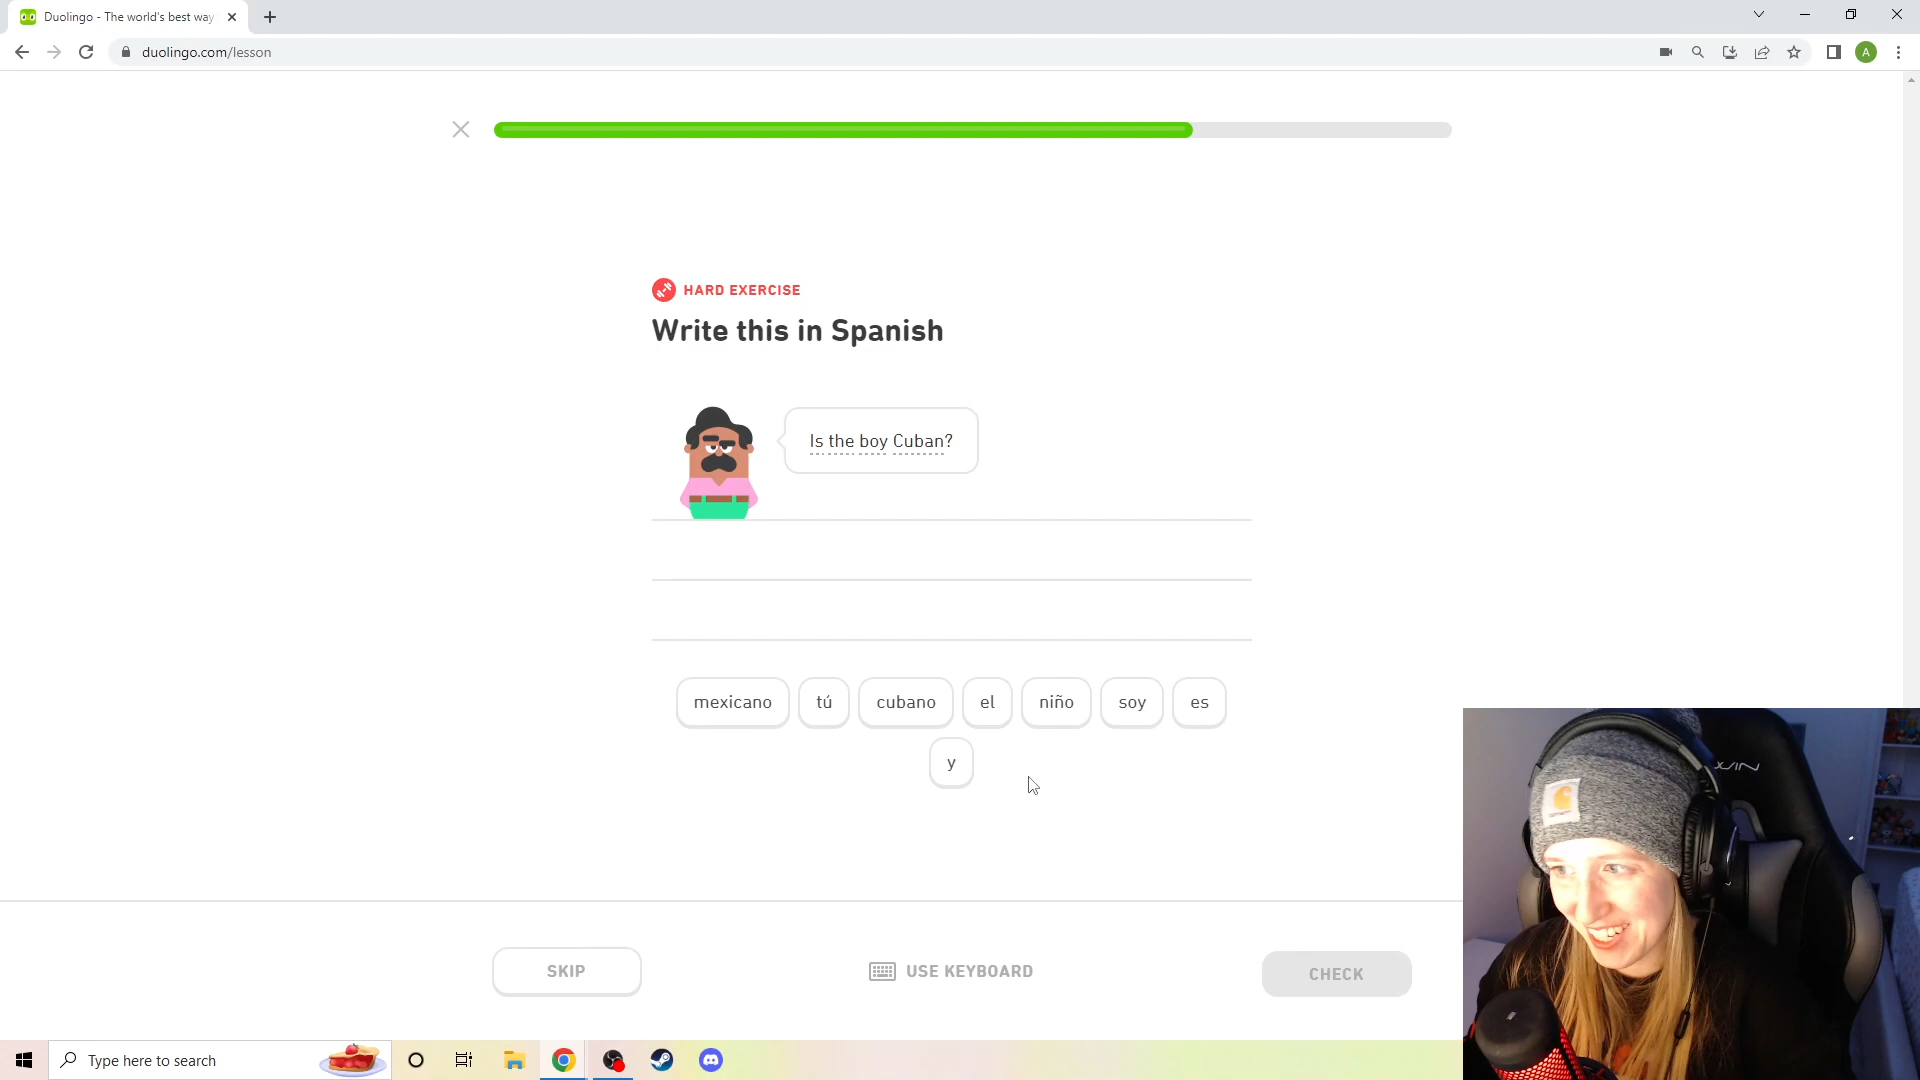 Duolingo - The world's best way
duolingo.com/lesson
A
HARD EXERCISE
Write this in Spanish
Is the boy Cuban?
mexicano tú cubano el niño soy es
y
SKIP
USE KEYBOARD
CHECK
Type here to search